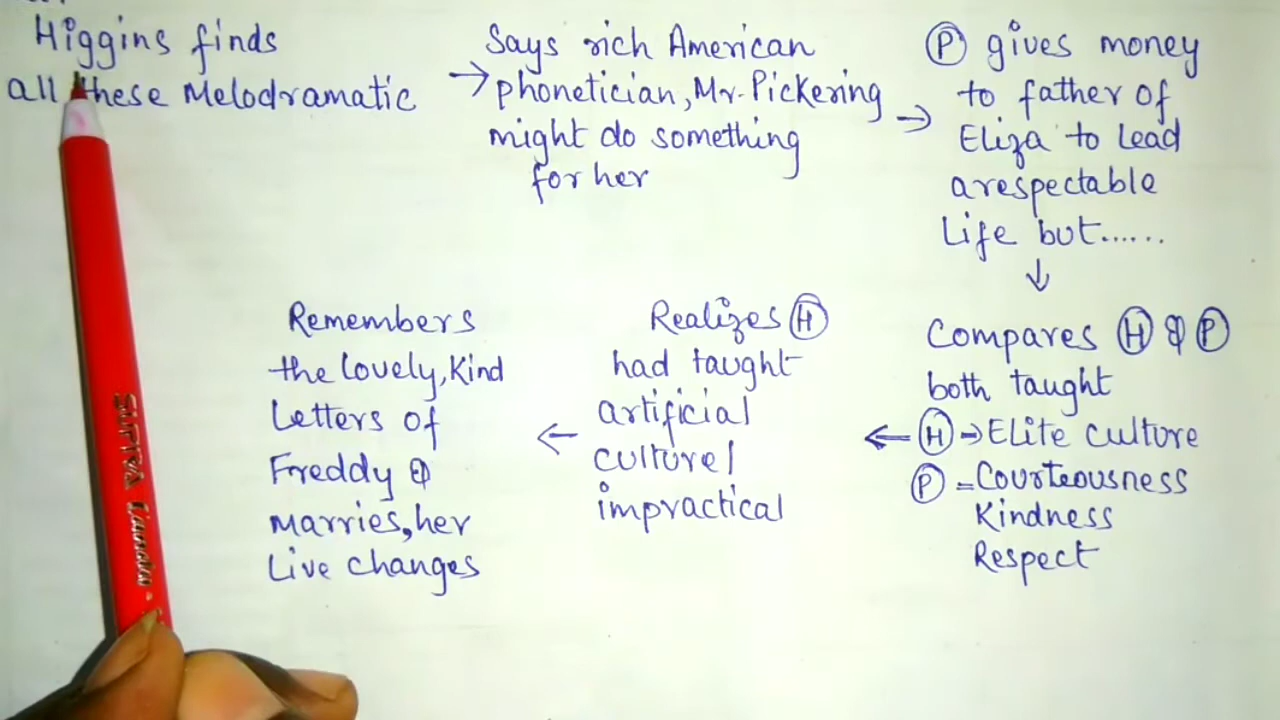 Higgins finds
all these Melodramatic
Says rich American
→ phonetician, Mr. Pickering
might do something
for her
→
Ⓟ gives money
to father of
Eliza to Lead
a respectable
Life but......
↓
Compares Ⓗ & Ⓟ
both taught
← Ⓗ → Elite culture
Ⓟ = Courteousness
Kindness
Respect
Realizes Ⓗ
had taught
artificial
culture/
impractical
←
Remembers
the lovely, Kind
Letters of
Freddy &
marries, her
Live changes
SUPIRA